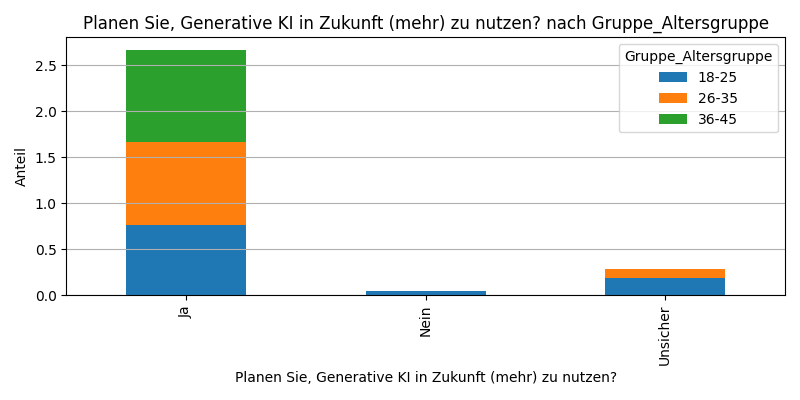 Planen Sie, Generative KI in Zukunft (mehr) zu nutzen? nach Gruppe_Altersgruppe
Gruppe_Altersgruppe
18-25
26-35
36-45
Anteil
2.5
2.0
1.5
1.0
0.5
0.0
Ja
Nein
Unsicher
Planen Sie, Generative KI in Zukunft (mehr) zu nutzen?